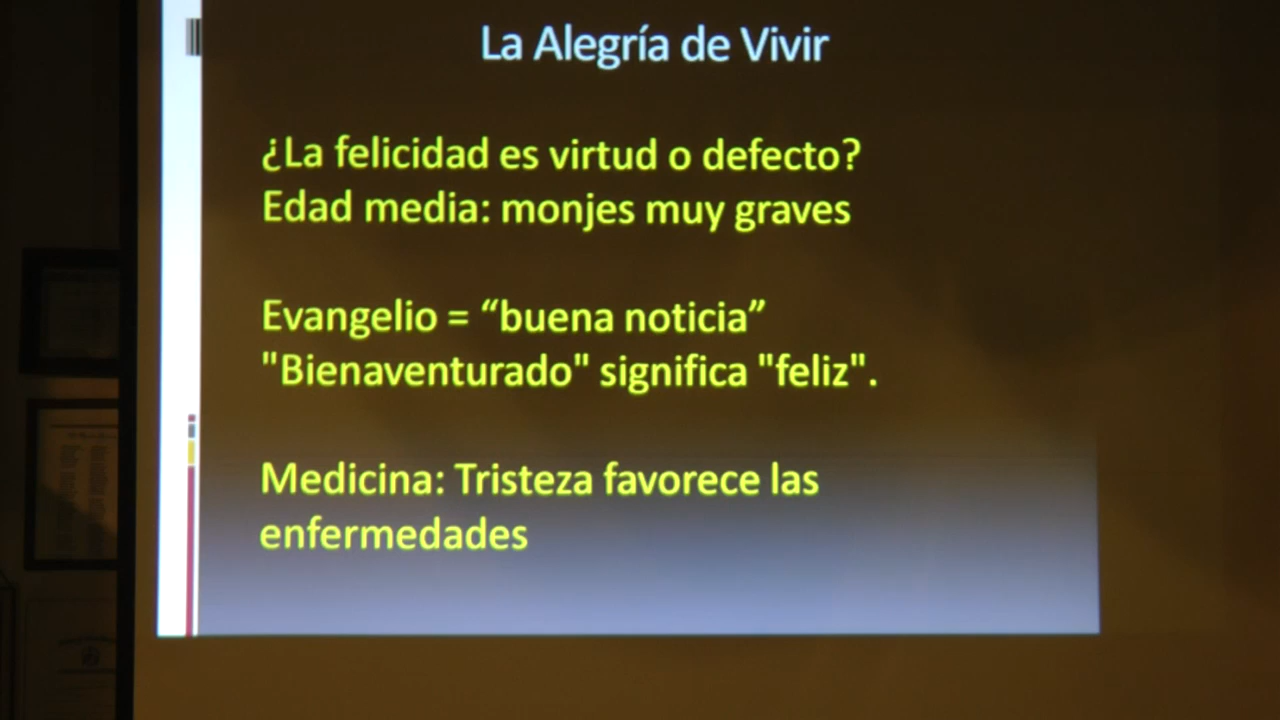 La Alegría de Vivir
¿La felicidad es virtud o defecto?
Edad media: monjes muy graves
Evangelio = “buena noticia”
"Bienaventurado" significa "feliz".
Medicina: Tristeza favorece las
enfermedades